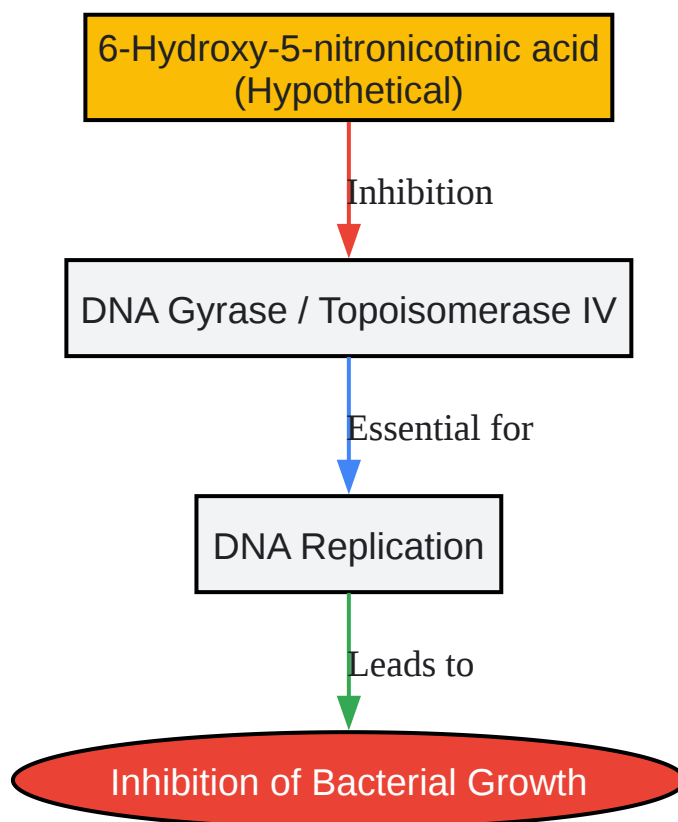 6-Hydroxy-5-nitronicotinic acid
(Hypothetical)
Inhibition
DNA Gyrase / Topoisomerase IV
Essential for
DNA Replication
Leads to
Inhibition of Bacterial Growth